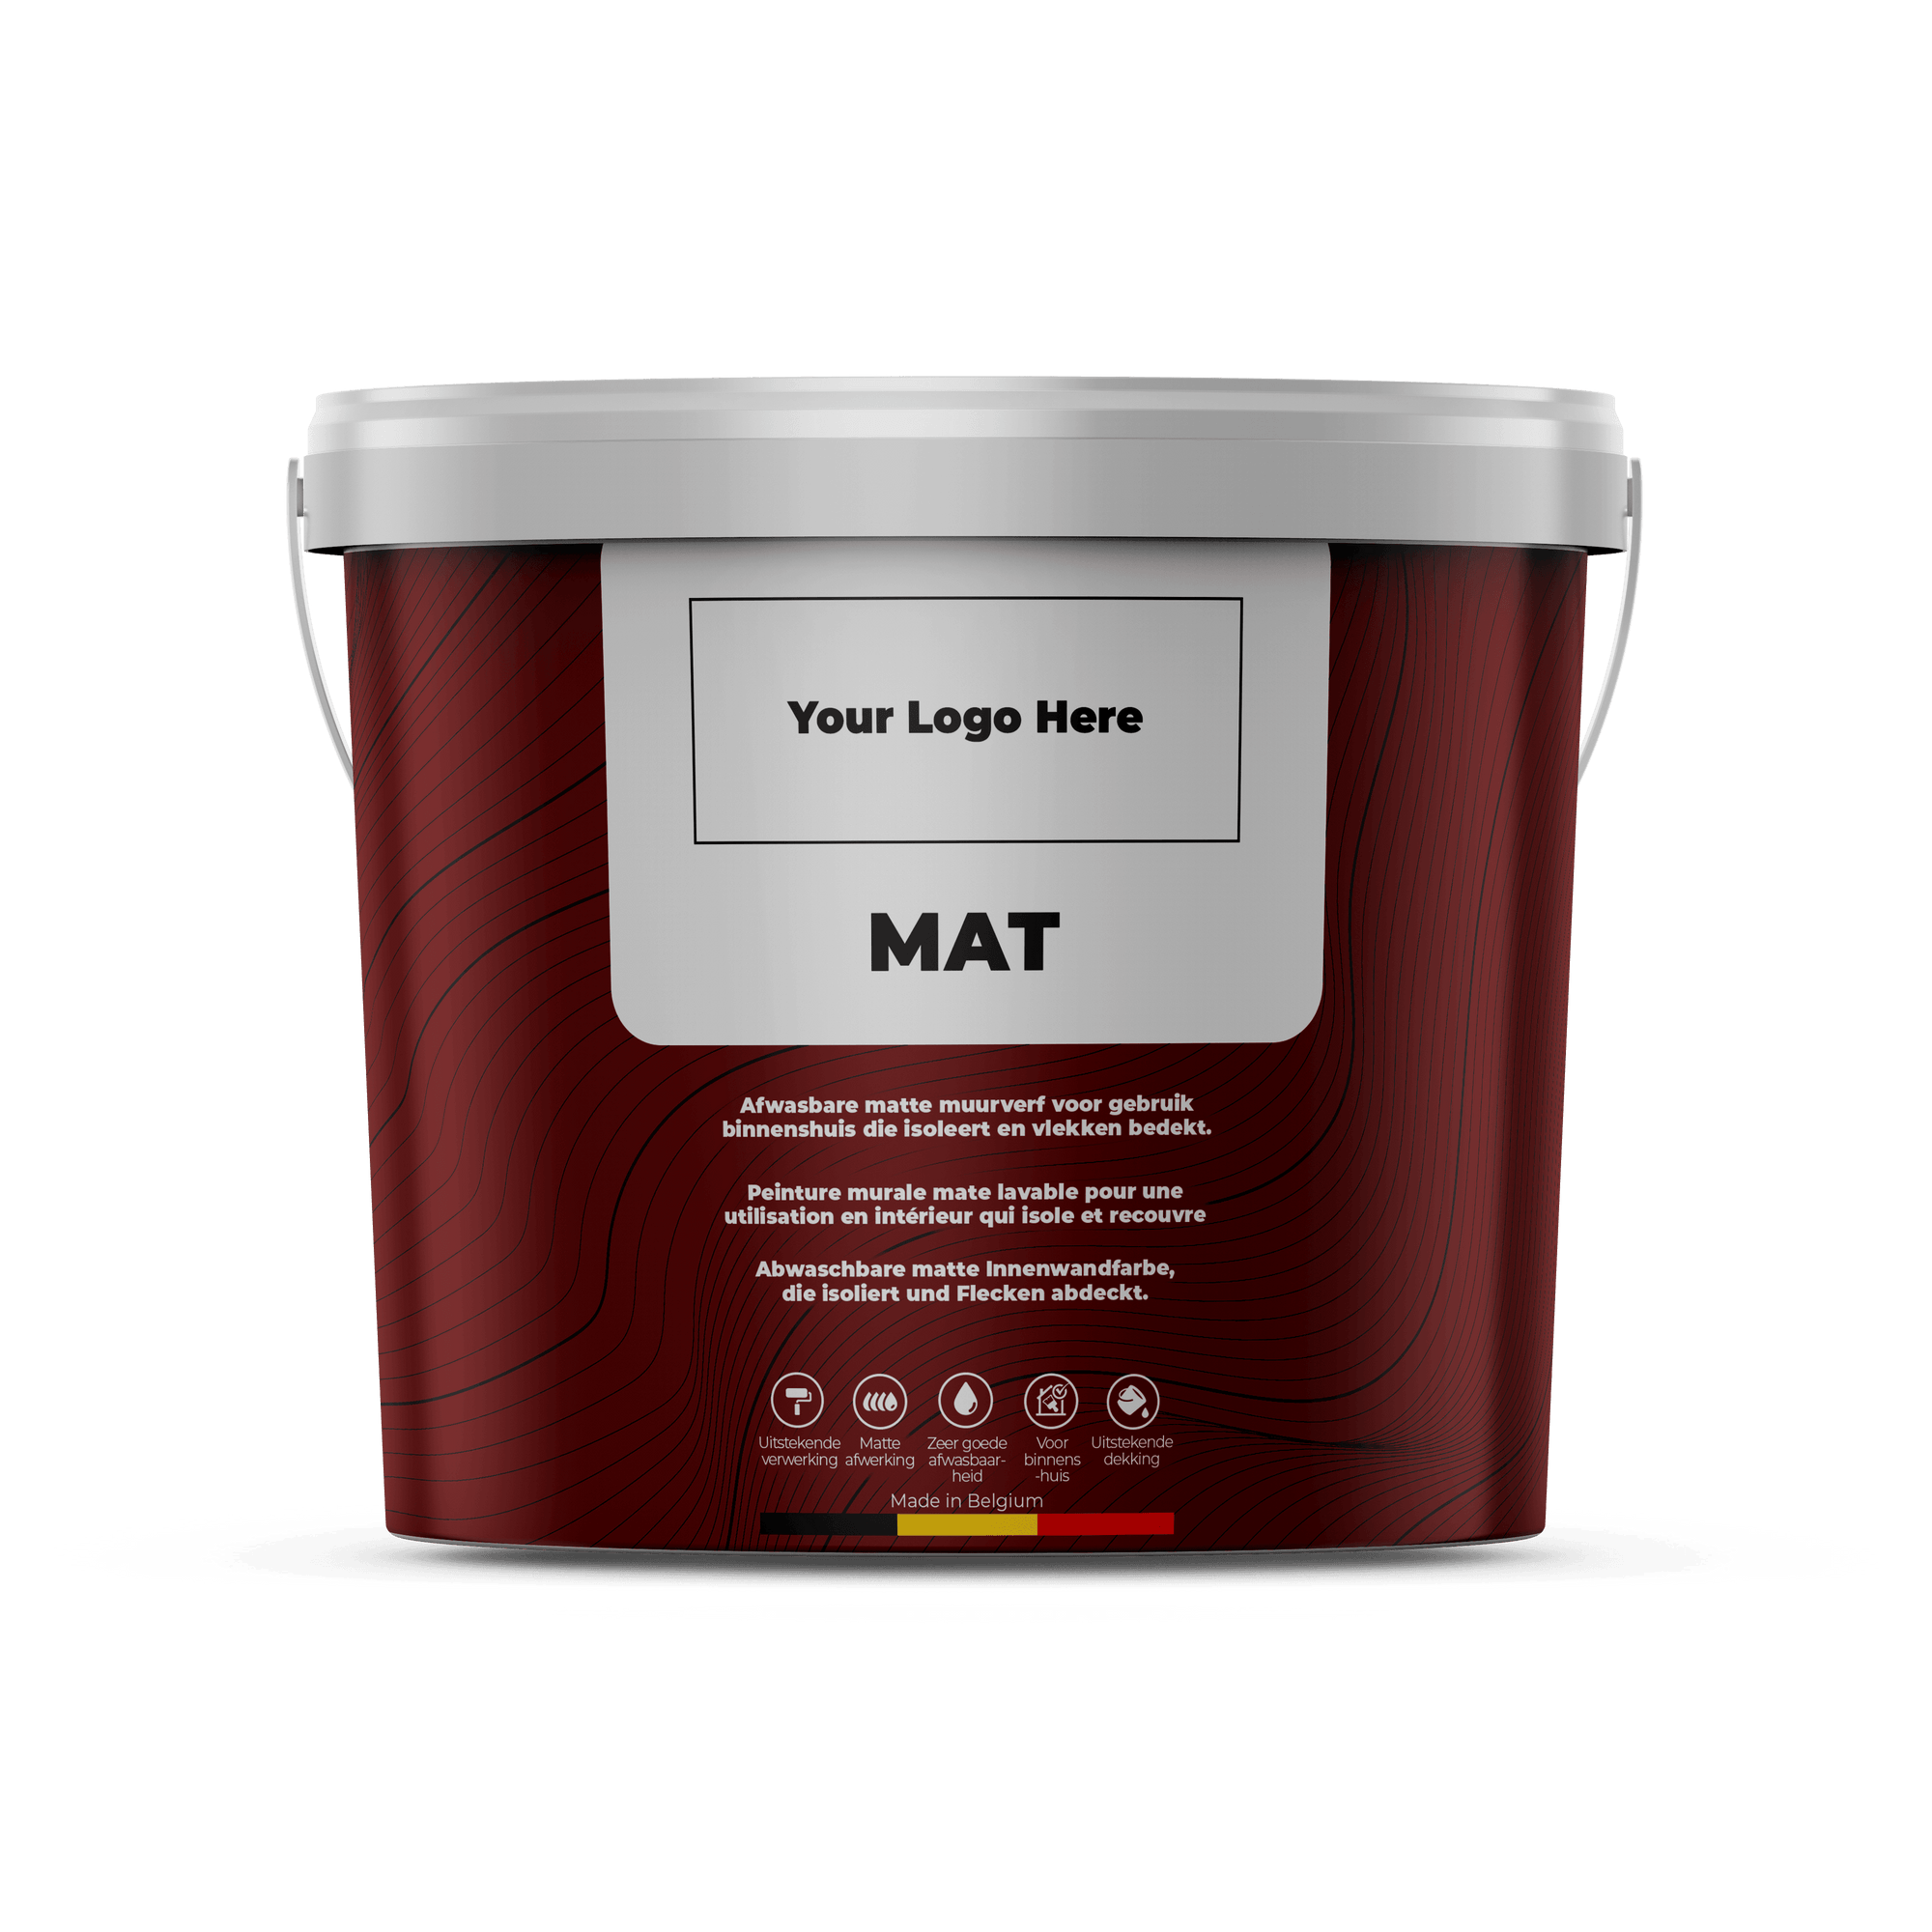 Your Logo Here
MAT
Afwasbare matte muurverf voor gebruik
binnenshuis die isoleert en vlekken bedekt.
Peinture murale mate lavable pour une
utilisation en intérieur qui isole et recouvre
Abwaschbare matte Innenwandfarbe,
die isoliert und Flecken abdeckt.
Uitstekende
verwerking
Matte
afwerking
Zeer goede
afwasbaar-
heid
Voor
binnens
-huis
Uitstekende
dekking
Made in Belgium